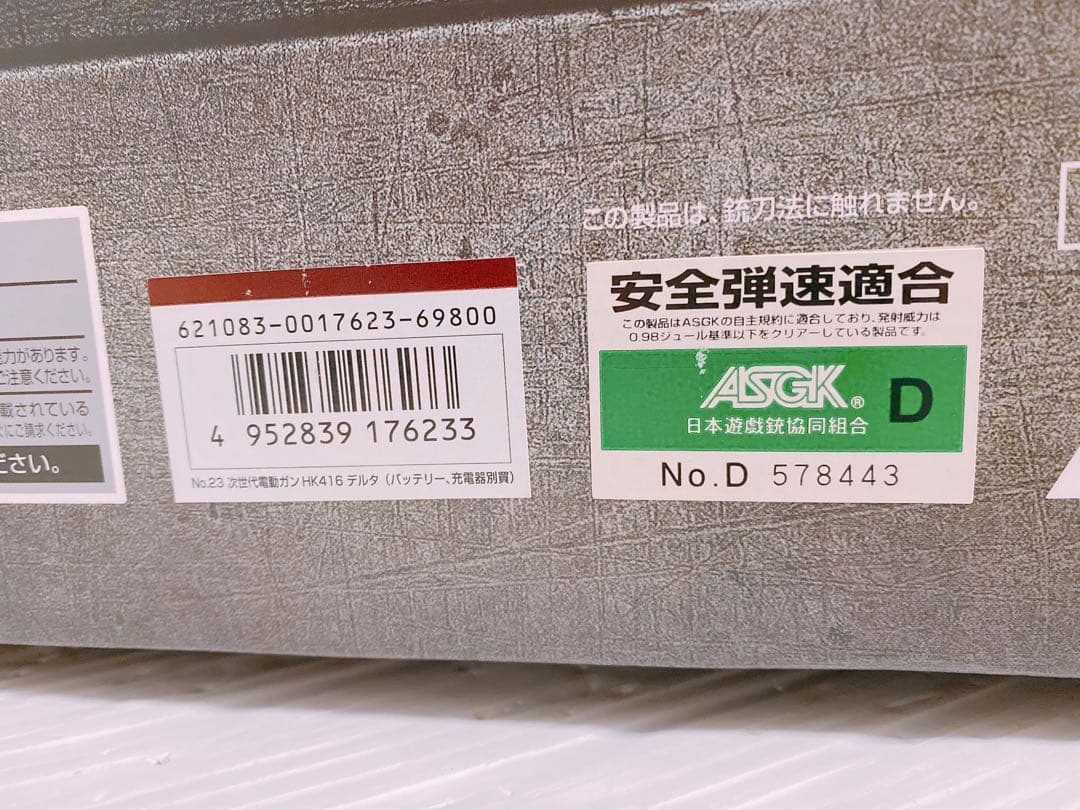 この製品は、銃刀法に触れません。
力があります。
ご注意ください。
載されている
にご請求ください。
ださい。
621083-0017623-69800
4 952839 176233
No.23 次世代電動ガン HK416 デルタ (バッテリー、充電器別買)
安全弾速適合
この製品はASGKの自主規約に適合しており、発射威力は
0.98ジュール基準以下をクリアーしている製品です。
ASGK® D
日本遊戯銃協同組合
No.D 578443